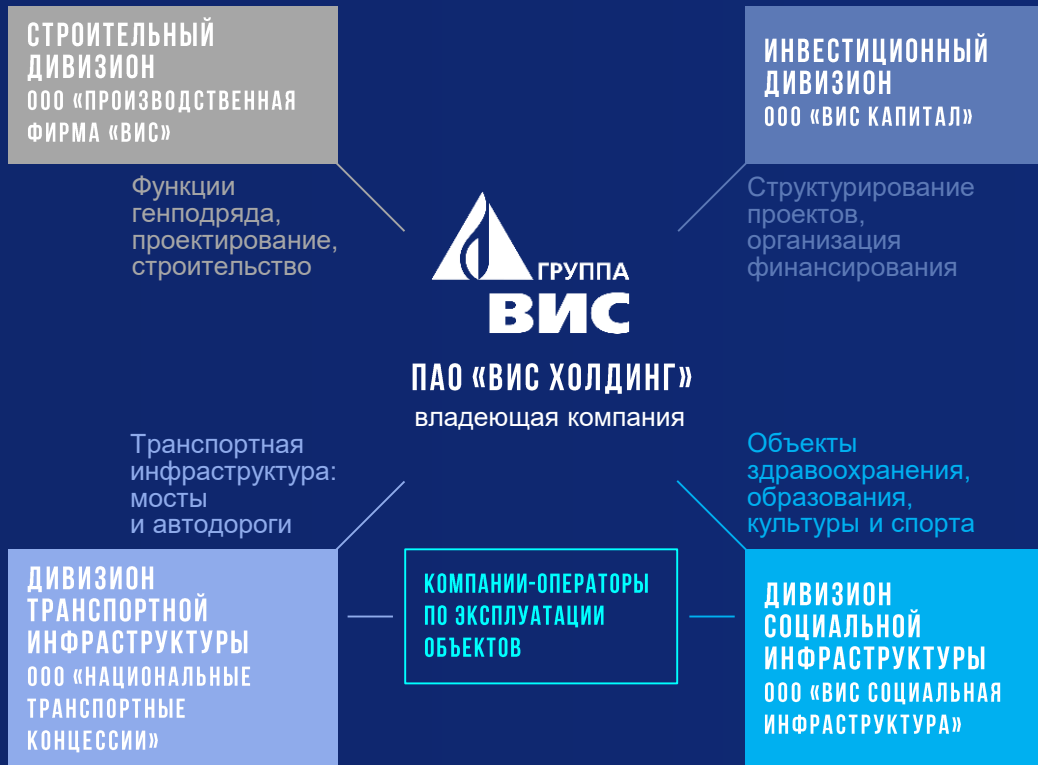 СТРОИТЕЛЬНЫЙ
ДИВИЗИОН
ООО «ПРОИЗВОДСТВЕННАЯ
ФИРМА «ВИС»
Функции
генподряда,
проектирование,
строительство
ИНВЕСТИЦИОННЫЙ
ДИВИЗИОН
ООО «ВИС КАПИТАЛ»
Структурирование
проектов,
организация
финансирования
ГРУППА
ВИС
ПАО «ВИС ХОЛДИНГ»
владеющая компания
Транспортная
инфраструктура:
мосты
и автодороги
ДИВИЗИОН
ТРАНСПОРТНОЙ
ИНФРАСТРУКТУРЫ
ООО «НАЦИОНАЛЬНЫЕ
ТРАНСПОРТНЫЕ
КОНЦЕССИИ»
КОМПАНИИ-ОПЕРАТОРЫ
ПО ЭКСПЛУАТАЦИИ
ОБЪЕКТОВ
Объекты
здравоохранения,
образования,
культуры и спорта
ДИВИЗИОН
СОЦИАЛЬНОЙ
ИНФРАСТРУКТУРЫ
ООО «ВИС СОЦИАЛЬНАЯ
ИНФРАСТРУКТУРА»